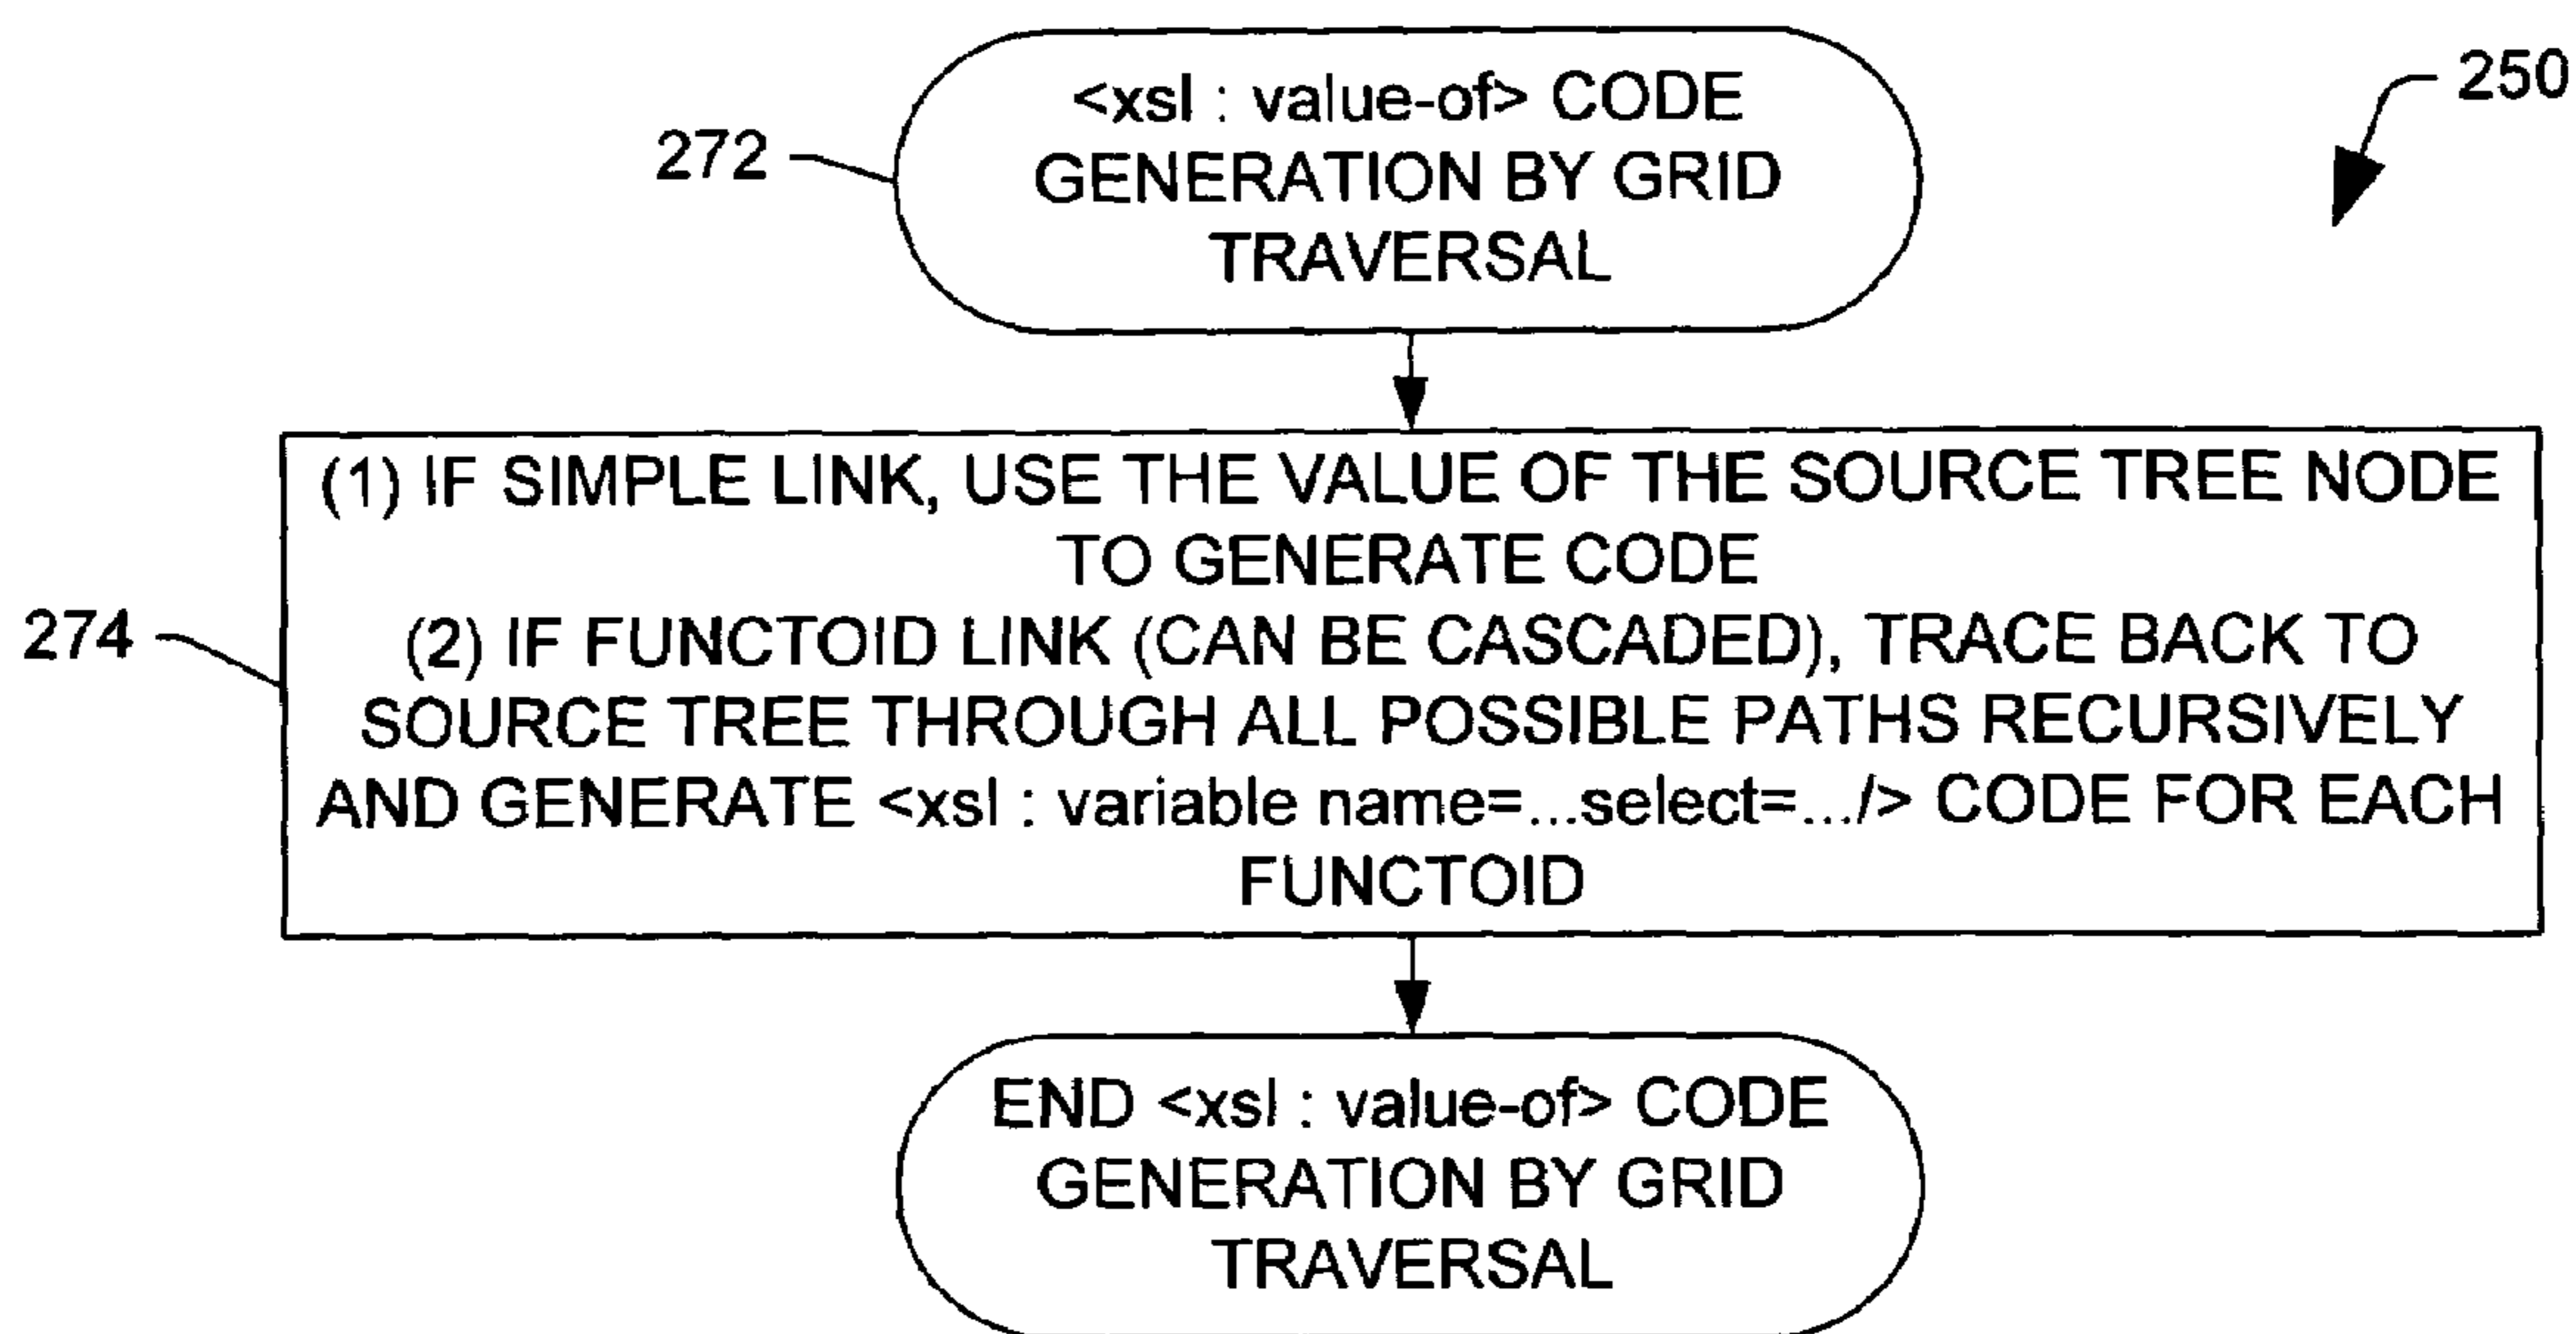 <xsl : value-of> CODE
GENERATION BY GRID
TRAVERSAL
250
272
(1) IF SIMPLE LINK, USE THE VALUE OF THE SOURCE TREE NODE
TO GENERATE CODE
(2) IF FUNCTOID LINK (CAN BE CASCADED), TRACE BACK TO
SOURCE TREE THROUGH ALL POSSIBLE PATHS RECURSIVELY
AND GENERATE <xsl : variable name=...select=.../> CODE FOR EACH
FUNCTOID
274
END <xsl : value-of> CODE
GENERATION BY GRID
TRAVERSAL